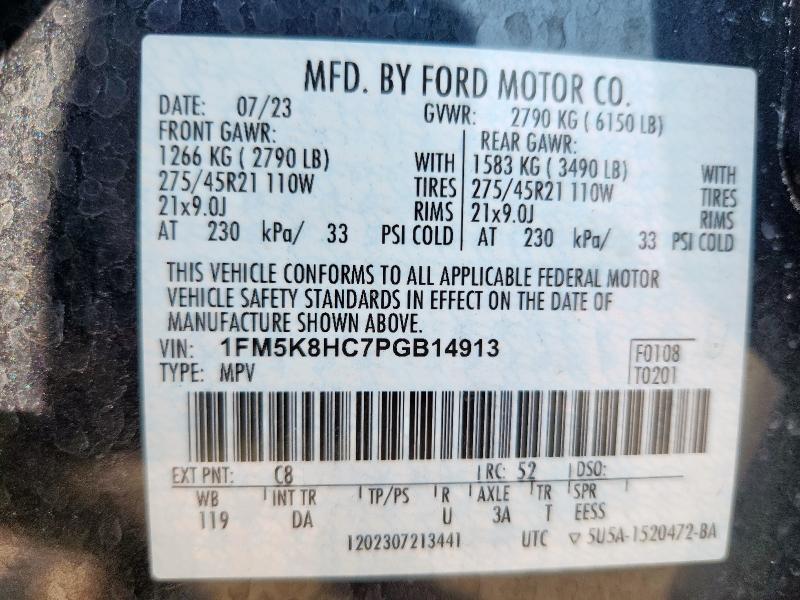 MFD. BY FORD MOTOR CO.
DATE: 07/23 GVWR: 2790 KG ( 6150 LB)
FRONT GAWR: REAR GAWR:
1266 KG ( 2790 LB) WITH 1583 KG ( 3490 LB) WITH
275/45R21 110W TIRES 275/45R21 110W TIRES
21x9.0J RIMS 21x9.0J RIMS
AT 230 kPa/ 33 PSI COLD AT 230 kPa/ 33 PSI COLD
THIS VEHICLE CONFORMS TO ALL APPLICABLE FEDERAL MOTOR
VEHICLE SAFETY STANDARDS IN EFFECT ON THE DATE OF
MANUFACTURE SHOWN ABOVE.
VIN: 1FM5K8HC7PGB14913 F0108
TYPE: MPV T0201
EXT PNT: C8 RC: 52 DSO:
WB INT TR TP/PS R AXLE TR SPR
119 DA U 3A T EESS
1202307213441 UTC ▽ 5U5A-1520472-BA